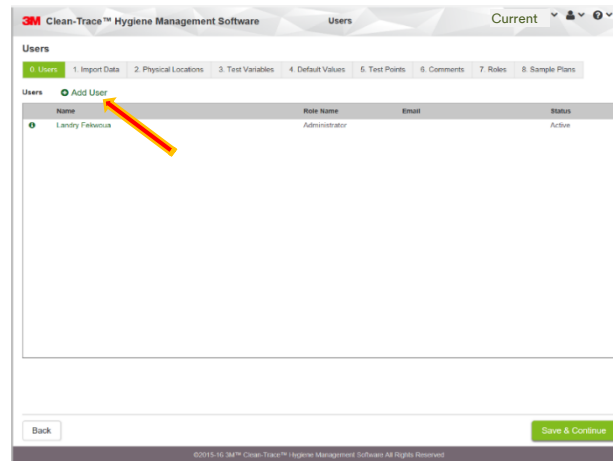 3M Clean-Trace™ Hygiene Management Software Users Current
Users
0. Users 1. Import Data 2. Physical Locations 3. Test Variables 4. Default Values 5. Test Points 6. Comments 7. Roles 8. Sample Plans
Users Add User
Name Role Name Email Status
Landry Fekwoua Administrator Active
Back Save & Continue
©2015-16 3M™ Clean-Trace™ Hygiene Management Software All Rights Reserved